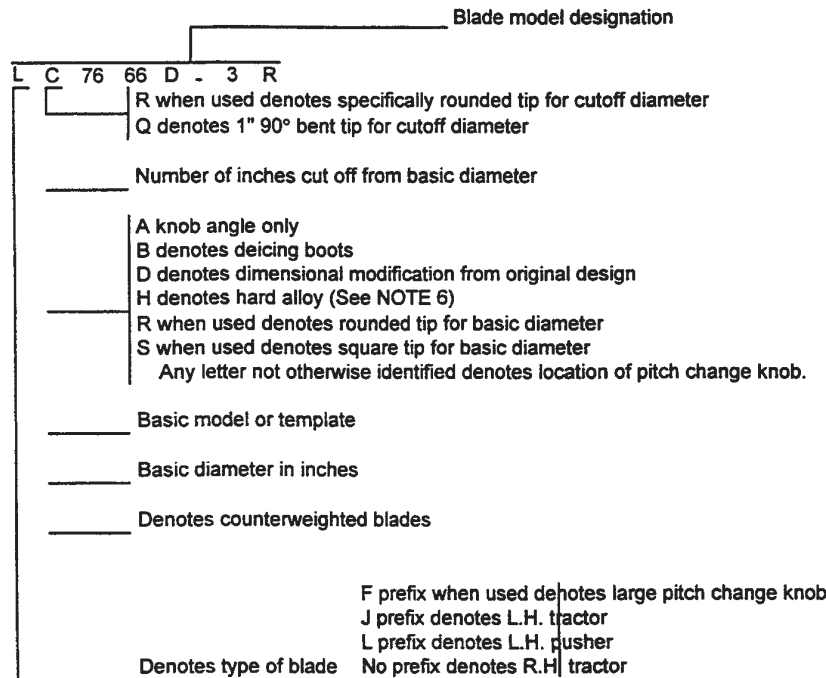 Blade model designation
L C 76 66 D - 3 R
R when used denotes specifically rounded tip for cutoff diameter
Q denotes 1" 90° bent tip for cutoff diameter
Number of inches cut off from basic diameter
A knob angle only
B denotes deicing boots
D denotes dimensional modification from original design
H denotes hard alloy (See NOTE 6)
R when used denotes rounded tip for basic diameter
S when used denotes square tip for basic diameter
Any letter not otherwise identified denotes location of pitch change knob.
Basic model or template
Basic diameter in inches
Denotes counterweighted blades
F prefix when used denotes large pitch change knob
J prefix denotes L.H. tractor
L prefix denotes L.H. pusher
Denotes type of blade No prefix denotes R.H tractor